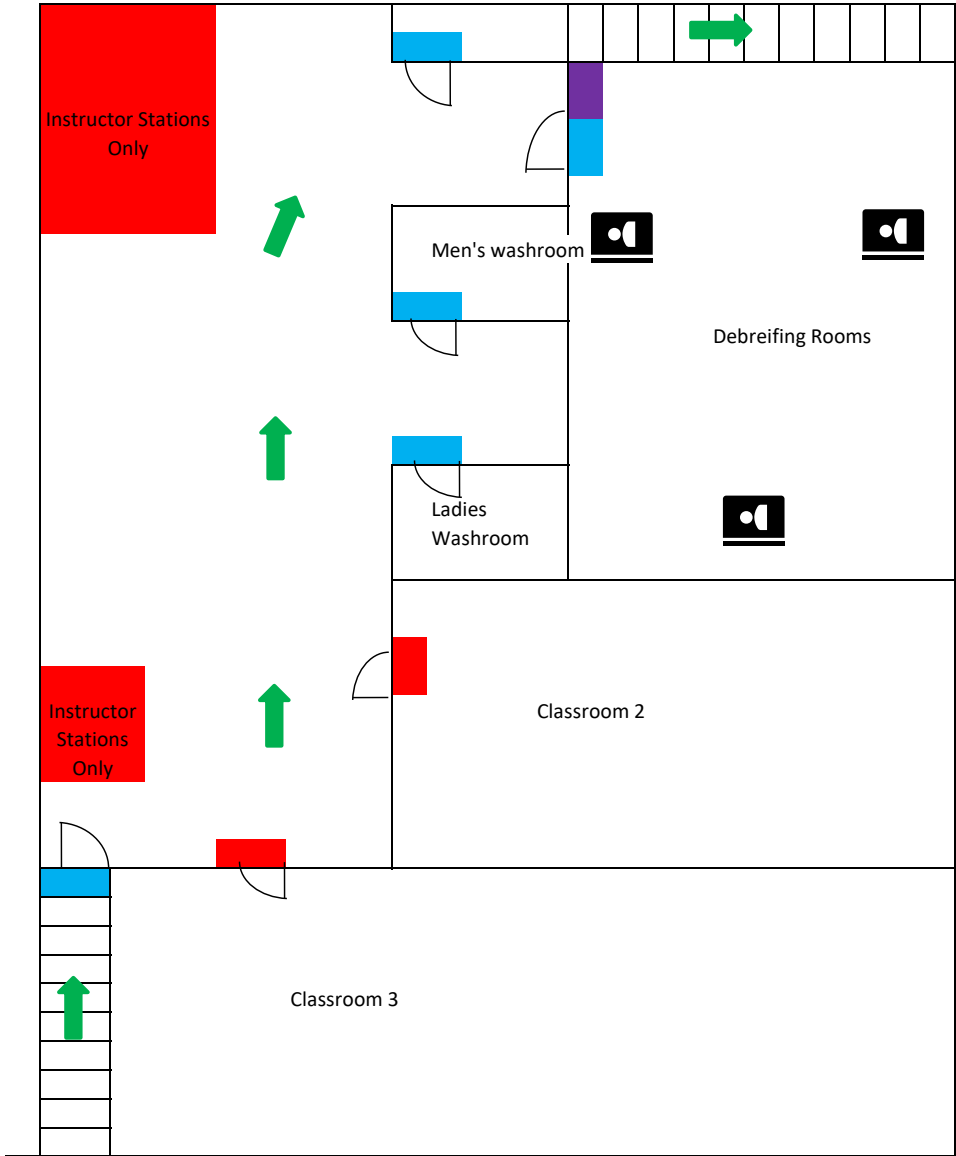 Instructor Stations
Only
Men's washroom
Debreifing Rooms
Ladies
Washroom
Instructor
Stations
Only
Classroom 2
Classroom 3